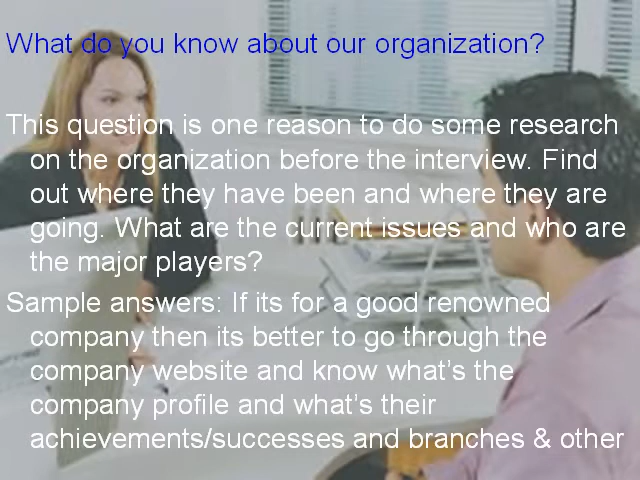 What do you know about our organization?
This question is one reason to do some research
on the organization before the interview. Find
out where they have been and where they are
going. What are the current issues and who are
the major players?
Sample answers: If its for a good renowned
company then its better to go through the
company website and know what’s the
company profile and what’s their
achievements/successes and branches & other